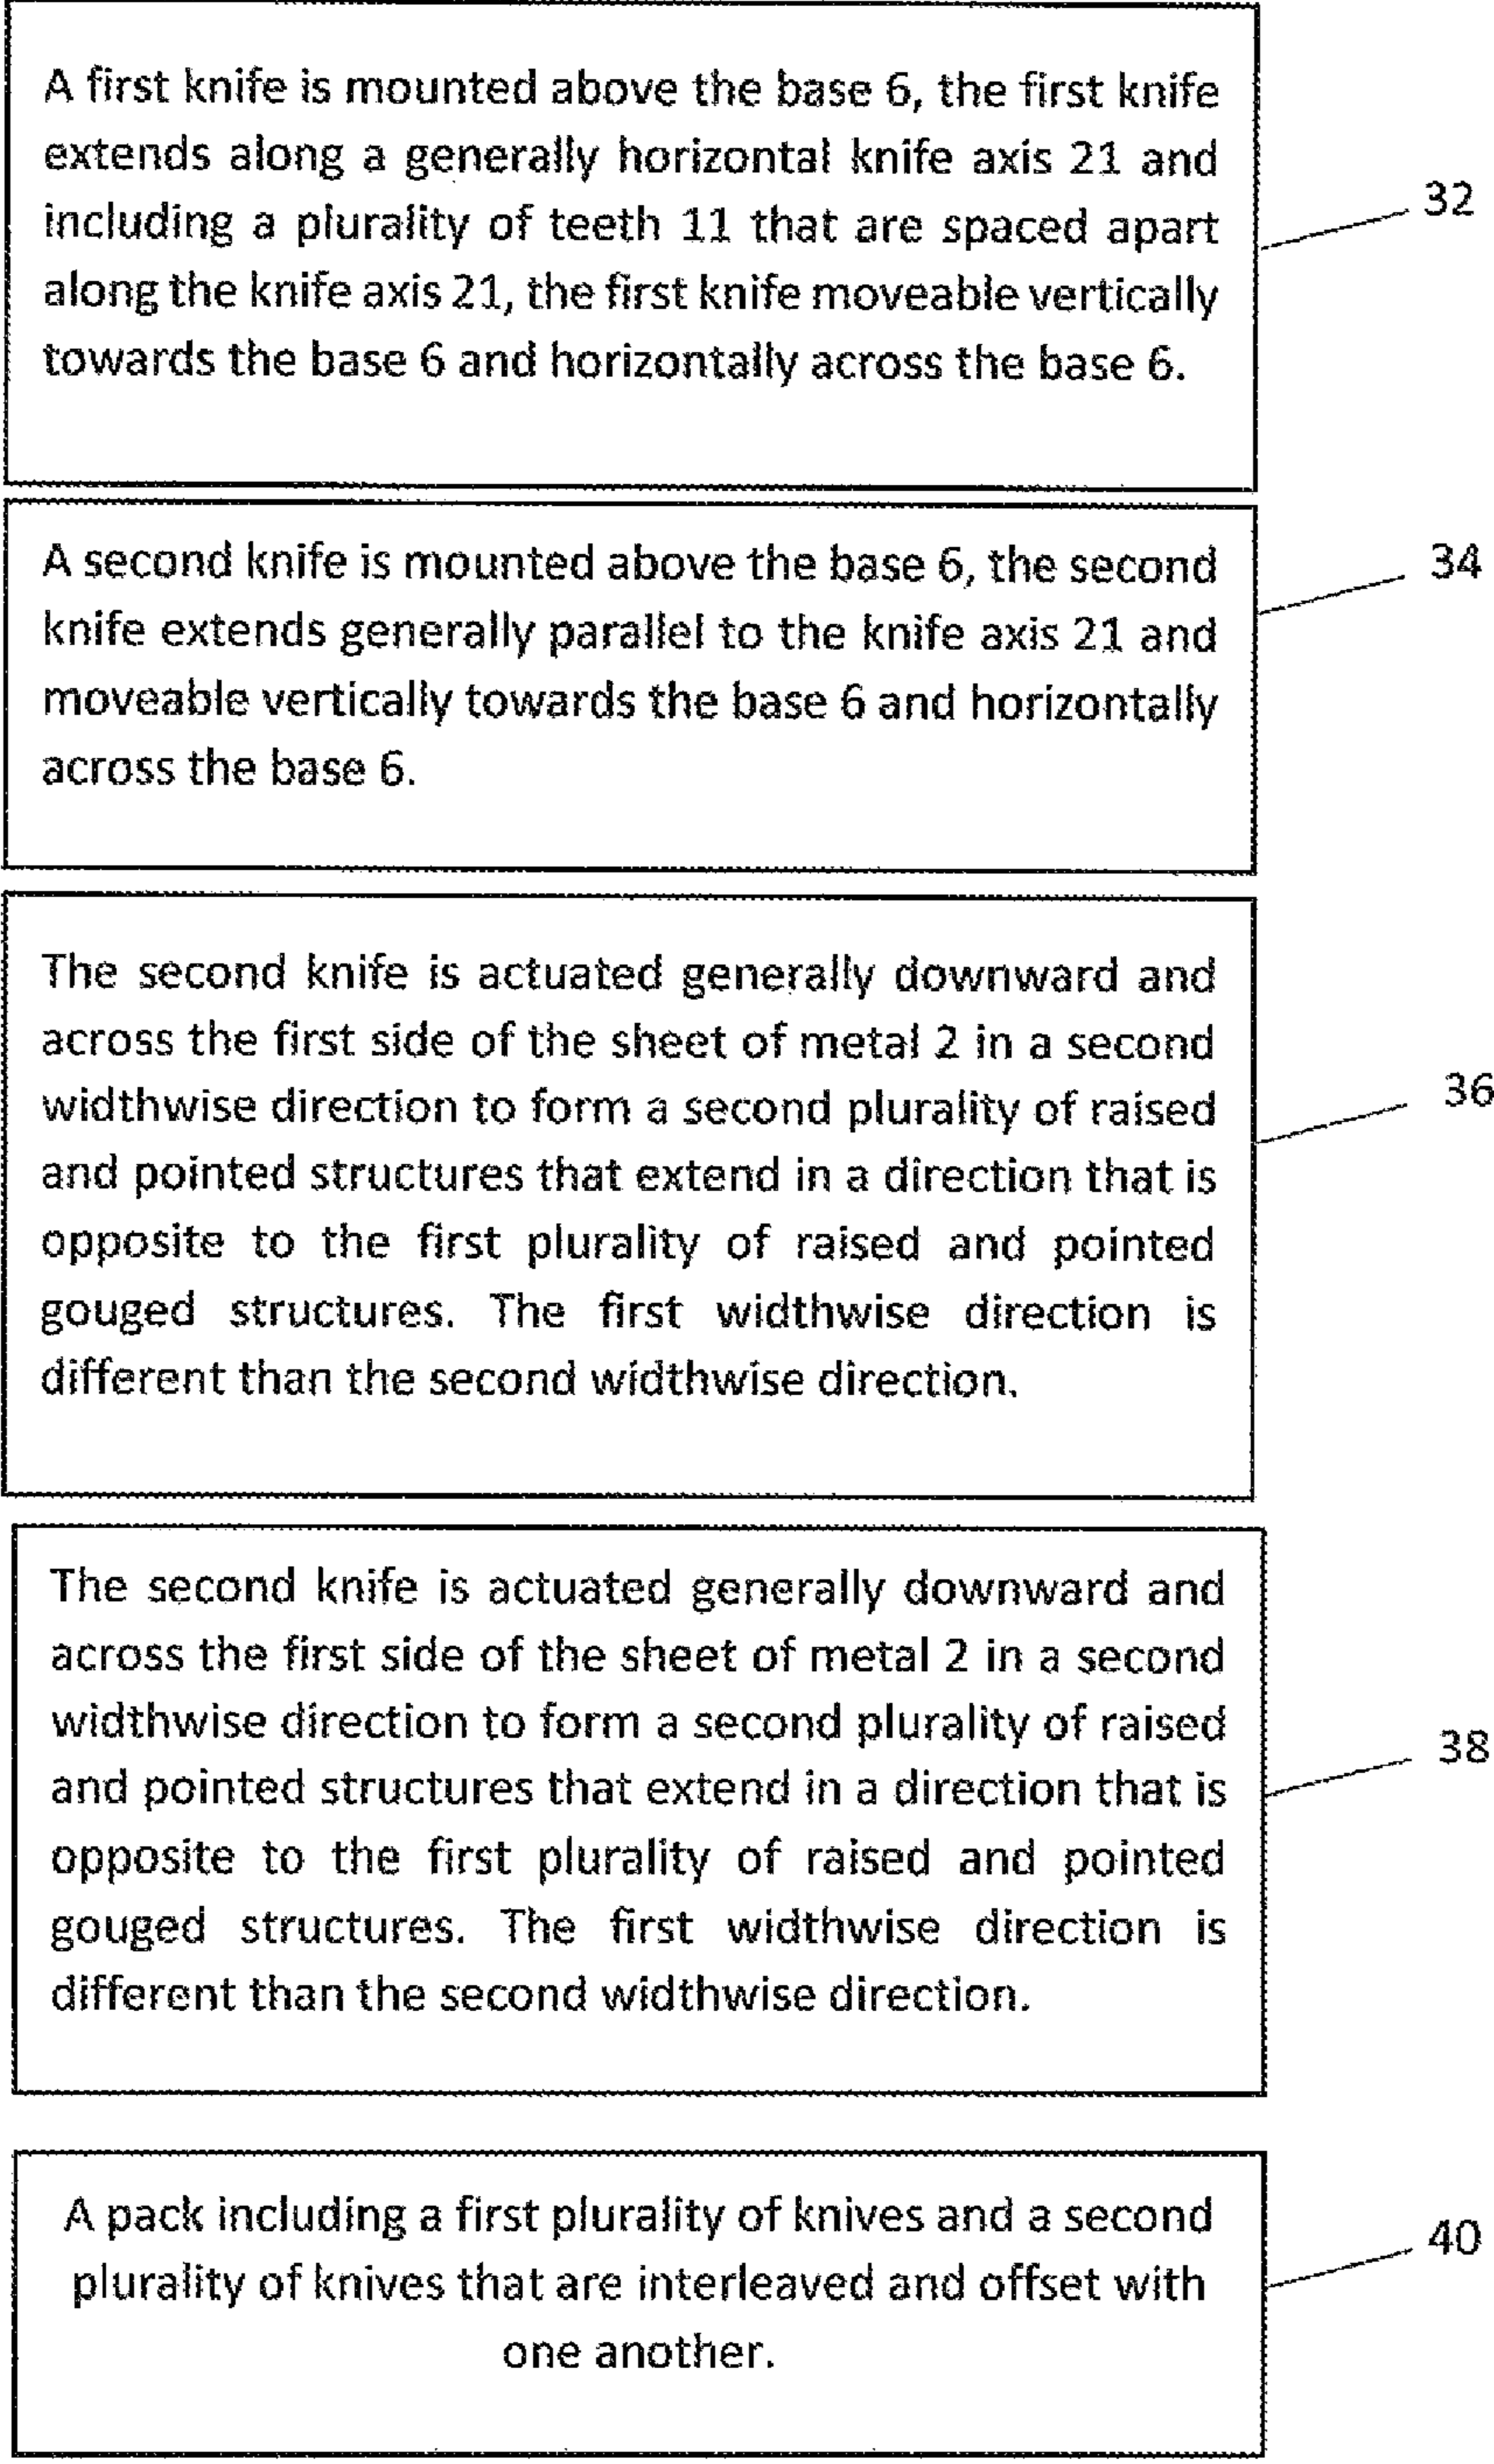 A first knife is mounted above the base 6, the first knife
extends along a generally horizontal knife axis 21 and
including a plurality of teeth 11 that are spaced apart
along the knife axis 21, the first knife moveable vertically
towards the base 6 and horizontally across the base 6.
32
A second knife is mounted above the base 6, the second
knife extends generally parallel to the knife axis 21 and
moveable vertically towards the base 6 and horizontally
across the base 6.
34
The second knife is actuated generally downward and
across the first side of the sheet of metal 2 in a second
widthwise direction to form a second plurality of raised
and pointed structures that extend in a direction that is
opposite to the first plurality of raised and pointed
gouged structures. The first widthwise direction is
different than the second widthwise direction.
36
The second knife is actuated generally downward and
across the first side of the sheet of metal 2 in a second
widthwise direction to form a second plurality of raised
and pointed structures that extend in a direction that is
opposite to the first plurality of raised and pointed
gouged structures. The first widthwise direction is
different than the second widthwise direction.
38
A pack including a first plurality of knives and a second
plurality of knives that are interleaved and offset with
one another.
40